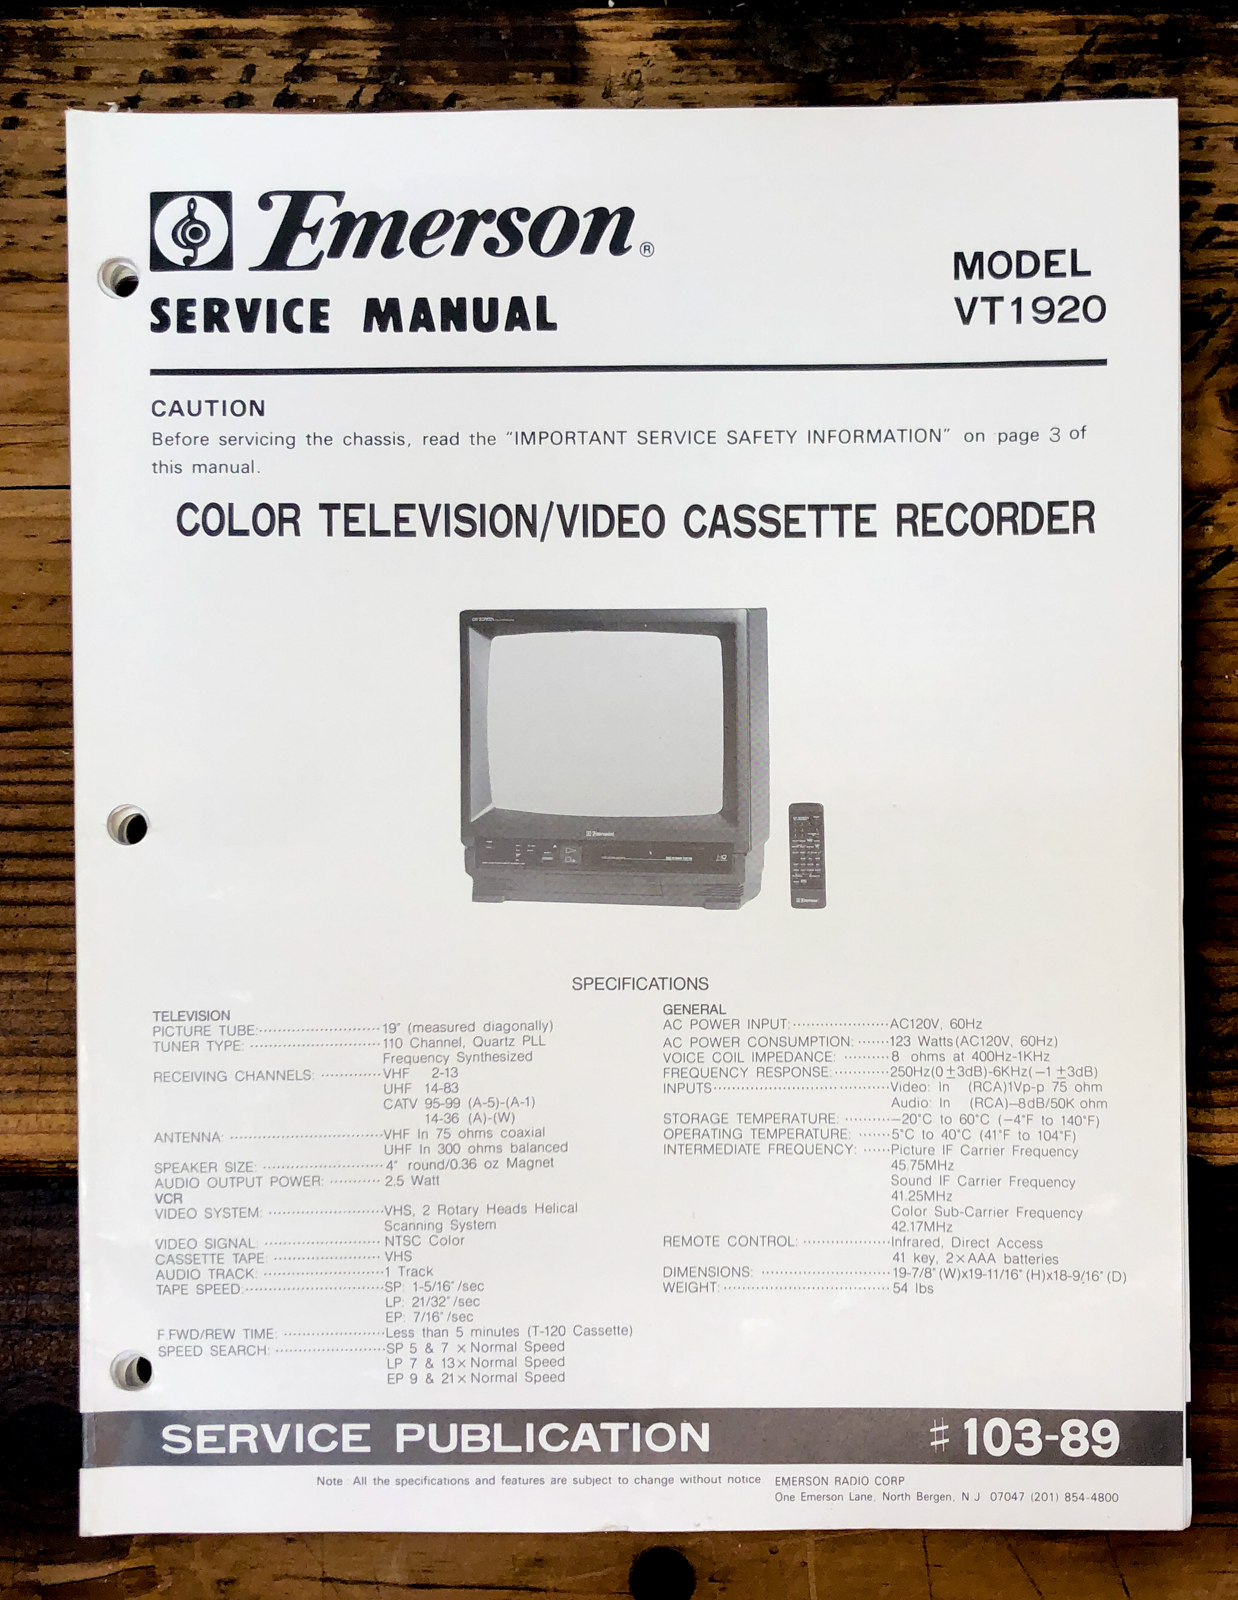 Emerson®
SERVICE MANUAL
MODEL
VT1920
CAUTION
Before servicing the chassis, read the "IMPORTANT SERVICE SAFETY INFORMATION" on page 3 of
this manual.
COLOR TELEVISION/VIDEO CASSETTE RECORDER
Emerson
Emerson
SPECIFICATIONS
TELEVISION
PICTURE TUBE: 19" (measured diagonally)
TUNER TYPE: 110 Channel, Quartz PLL
Frequency Synthesized
RECEIVING CHANNELS: VHF 2-13
UHF 14-83
CATV 95-99 (A-5)-(A-1)
14-36 (A)-(W)
ANTENNA: VHF In 75 ohms coaxial
UHF In 300 ohms balanced
SPEAKER SIZE: 4" round/0.36 oz Magnet
AUDIO OUTPUT POWER: 2.5 Watt
VCR
VIDEO SYSTEM: VHS, 2 Rotary Heads Helical
Scanning System
VIDEO SIGNAL: NTSC Color
CASSETTE TAPE: VHS
AUDIO TRACK: 1 Track
TAPE SPEED: SP: 1-5/16"/sec
LP: 21/32"/sec
EP: 7/16"/sec
F.FWD/REW TIME: Less than 5 minutes (T-120 Cassette)
SPEED SEARCH: SP 5 & 7 × Normal Speed
LP 7 & 13× Normal Speed
EP 9 & 21× Normal Speed
GENERAL
AC POWER INPUT: AC120V, 60Hz
AC POWER CONSUMPTION: 123 Watts(AC120V, 60Hz)
VOICE COIL IMPEDANCE: 8 ohms at 400Hz-1KHz
FREQUENCY RESPONSE: 250Hz(0±3dB)-6KHz(−1 ±3dB)
INPUTS Video: In (RCA)1Vp-p 75 ohm
Audio: In (RCA)−8dB/50K ohm
STORAGE TEMPERATURE: −20°C to 60°C (−4°F to 140°F)
OPERATING TEMPERATURE: 5°C to 40°C (41°F to 104°F)
INTERMEDIATE FREQUENCY: Picture IF Carrier Frequency
45.75MHz
Sound IF Carrier Frequency
41.25MHz
Color Sub-Carrier Frequency
42.17MHz
REMOTE CONTROL: Infrared, Direct Access
41 key, 2×AAA batteries
DIMENSIONS: 19-7/8"(W)x19-11/16"(H)x18-9/16"(D)
WEIGHT: 54 lbs
SERVICE PUBLICATION # 103-89
Note: All the specifications and features are subject to change without notice.
EMERSON RADIO CORP.
One Emerson Lane, North Bergen, N.J. 07047 (201) 854-4800